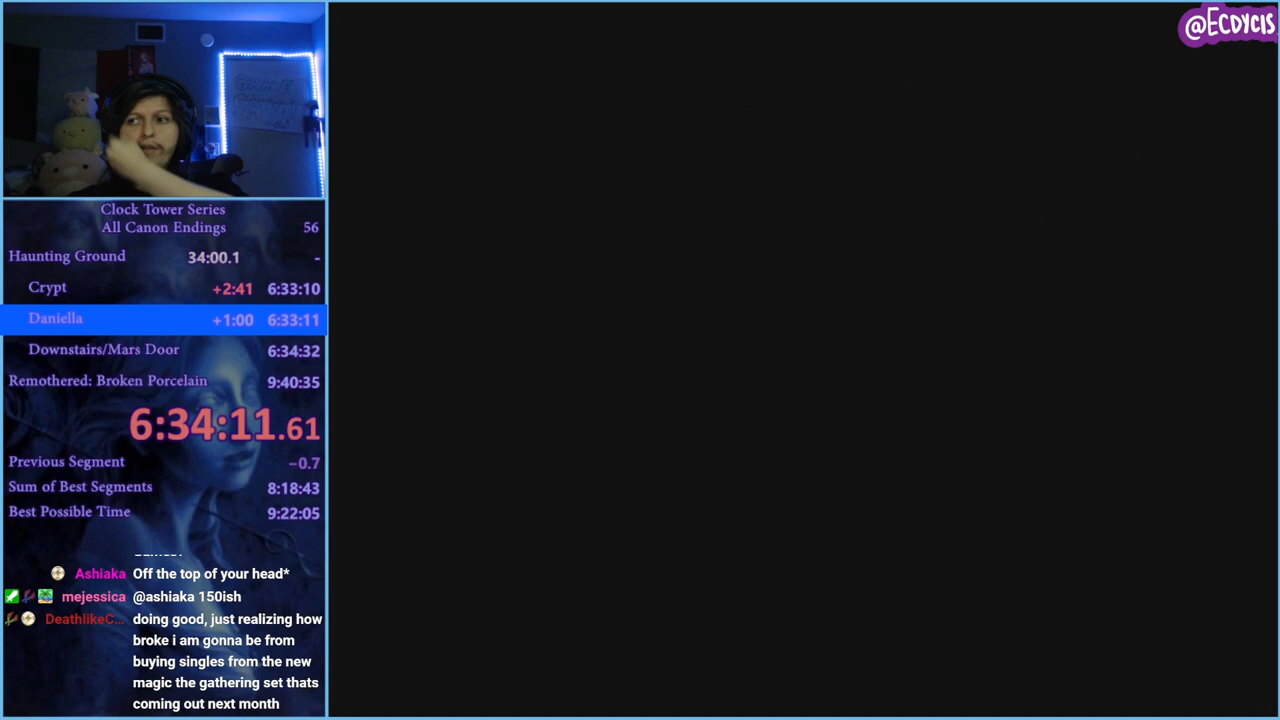 @ECDYCIS
GAME
Clock Tower Series
All Canon Endings 56
Haunting Ground 34:00.1 -
Crypt +2:41 6:33:10
Daniella +1:00 6:33:11
Downstairs/Mars Door 6:34:32
Remothered: Broken Porcelain 9:40:35
6:34:11.61
Previous Segment −0.7
Sum of Best Segments 8:18:43
Best Possible Time 9:22:05
Ashiaka Off the top of your head*
mejessica @ashiaka 150ish
DeathlikeC... doing good, just realizing how
broke i am gonna be from
buying singles from the new
magic the gathering set thats
coming out next month